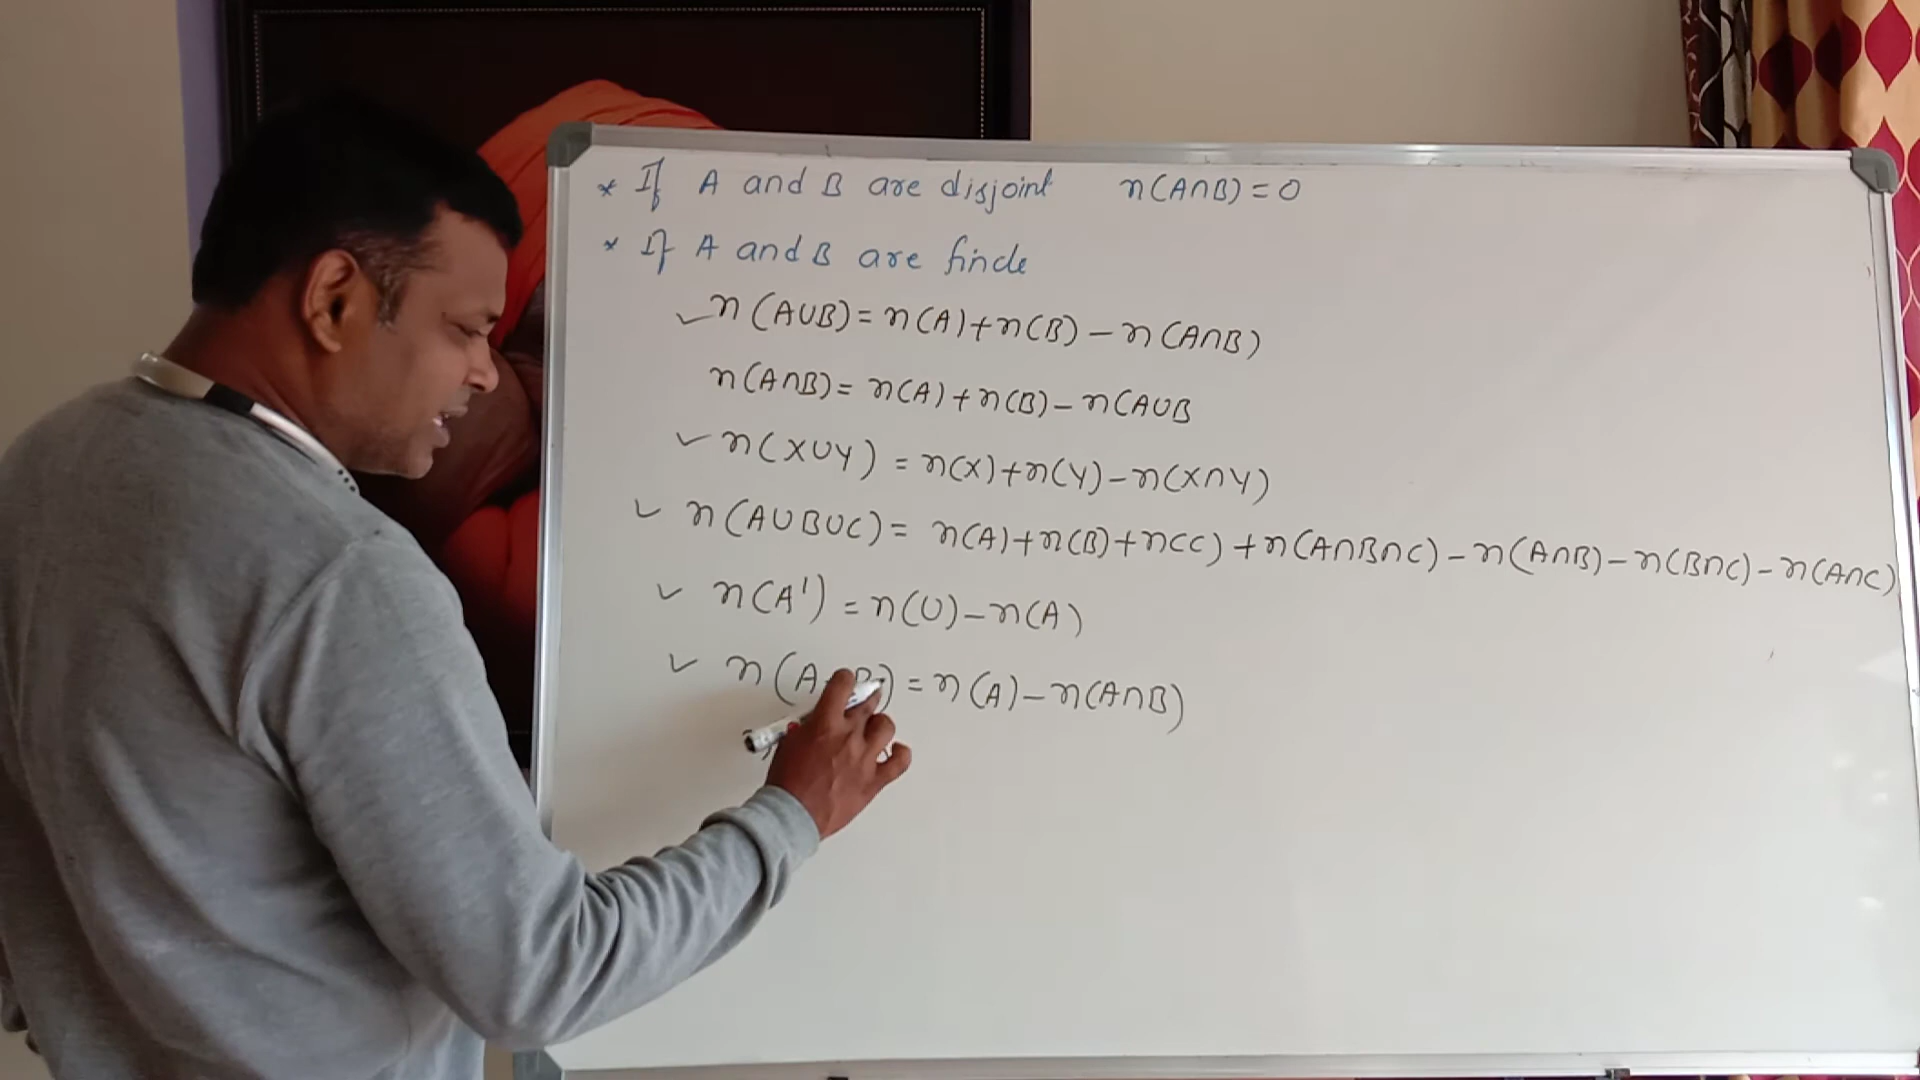 * If A and B are disjoint n(A∩B) = 0
* If A and B are finite
✓ n(A∪B) = n(A)+n(B) – n(A∩B)
n(A∩B) = n(A)+n(B) – n(A∪B
✓ n(X∪Y) = n(X)+n(Y)–n(X∩Y)
✓ n(A∪B∪C) = n(A)+n(B)+n(C)+n(A∩B∩C)–n(A∩B)–n(B∩C)–n(A∩C)
✓ n(A') = n(U)–n(A)
✓ n(A-B) = n(A)–n(A∩B)